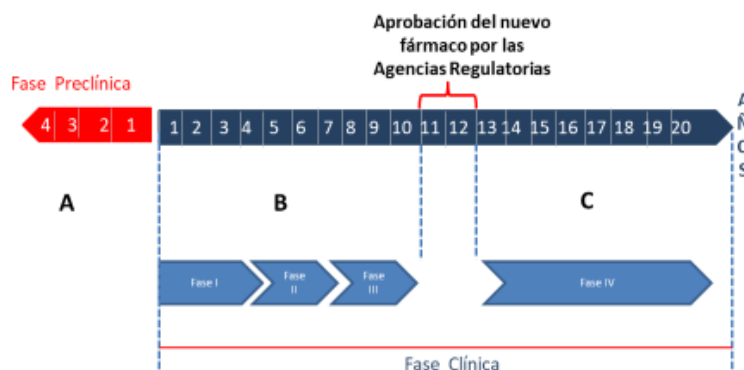 Aprobación del nuevo
fármaco por las
Agencias Regulatorias
Fase Preclínica
4 3 2 1
1 2 3 4 5 6 7 8 9 10 11 12 13 14 15 16 17 18 19 20
A
Ñ
O
S
A
B
C
Fase I
Fase
II
Fase
III
Fase IV
Fase Clínica